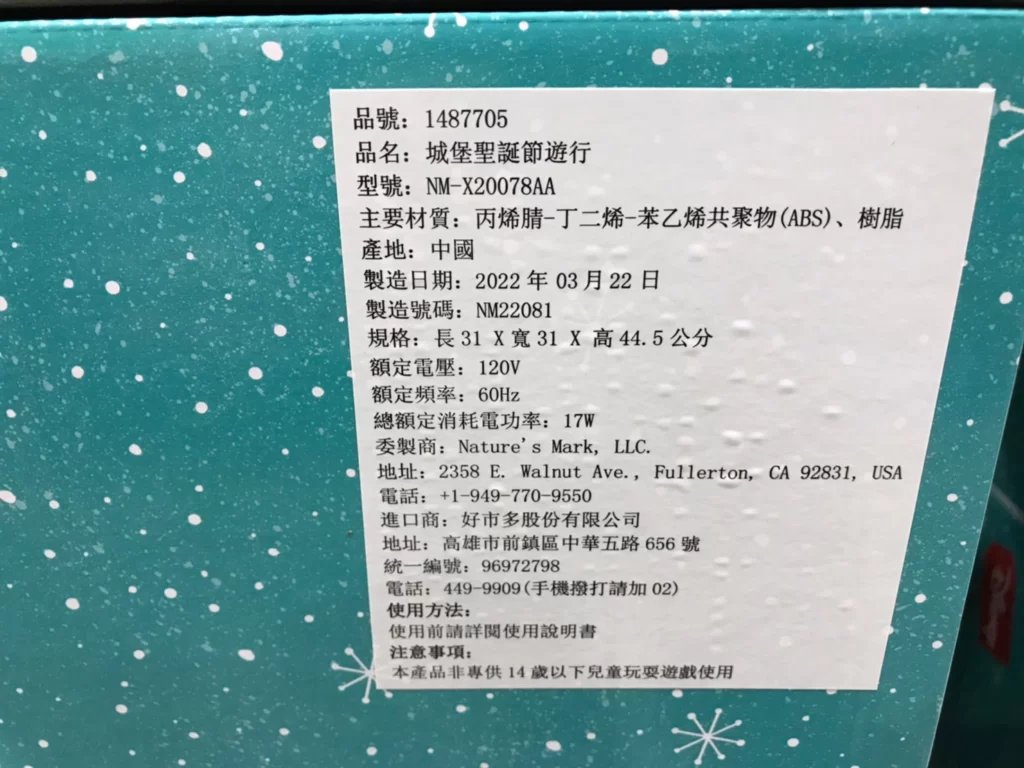 品號：1487705
品名：城堡聖誕節遊行
型號：NM-X20078AA
主要材質：丙烯腈-丁二烯-苯乙烯共聚物(ABS)、樹脂
產地：中國
製造日期：2022 年 03 月 22 日
製造號碼：NM22081
規格：長 31 X 寬 31 X 高 44.5 公分
額定電壓：120V
額定頻率：60Hz
總額定消耗電功率：17W
委製商：Nature's Mark, LLC.
地址：2358 E. Walnut Ave., Fullerton, CA 92831, USA
電話：+1-949-770-9550
進口商：好市多股份有限公司
地址：高雄市前鎮區中華五路 656 號
統一編號：96972798
電話：449-9909(手機撥打請加 02)
使用方法：
使用前請詳閱使用說明書
注意事項：
本產品非專供 14 歲以下兒童玩耍遊戲使用